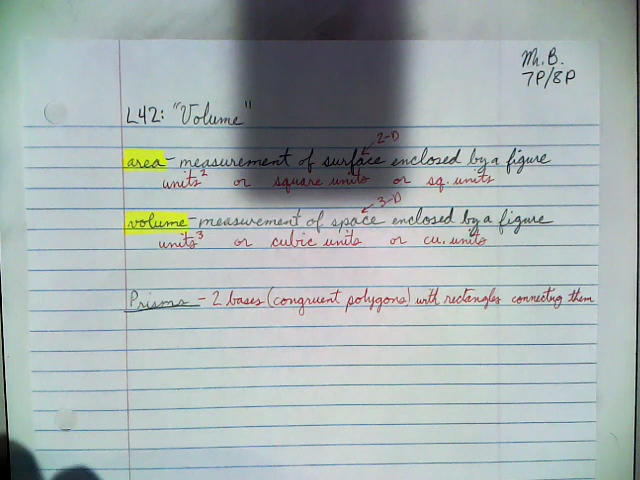 Mr. B.
7P/8P
L42: "Volume"
2-D
area - measurement of surface enclosed by a figure
units² or square units or sq. units
3-D
volume - measurement of space enclosed by a figure
units³ or cubic units or cu. units
Prisms - 2 bases (congruent polygons) with rectangles connecting them